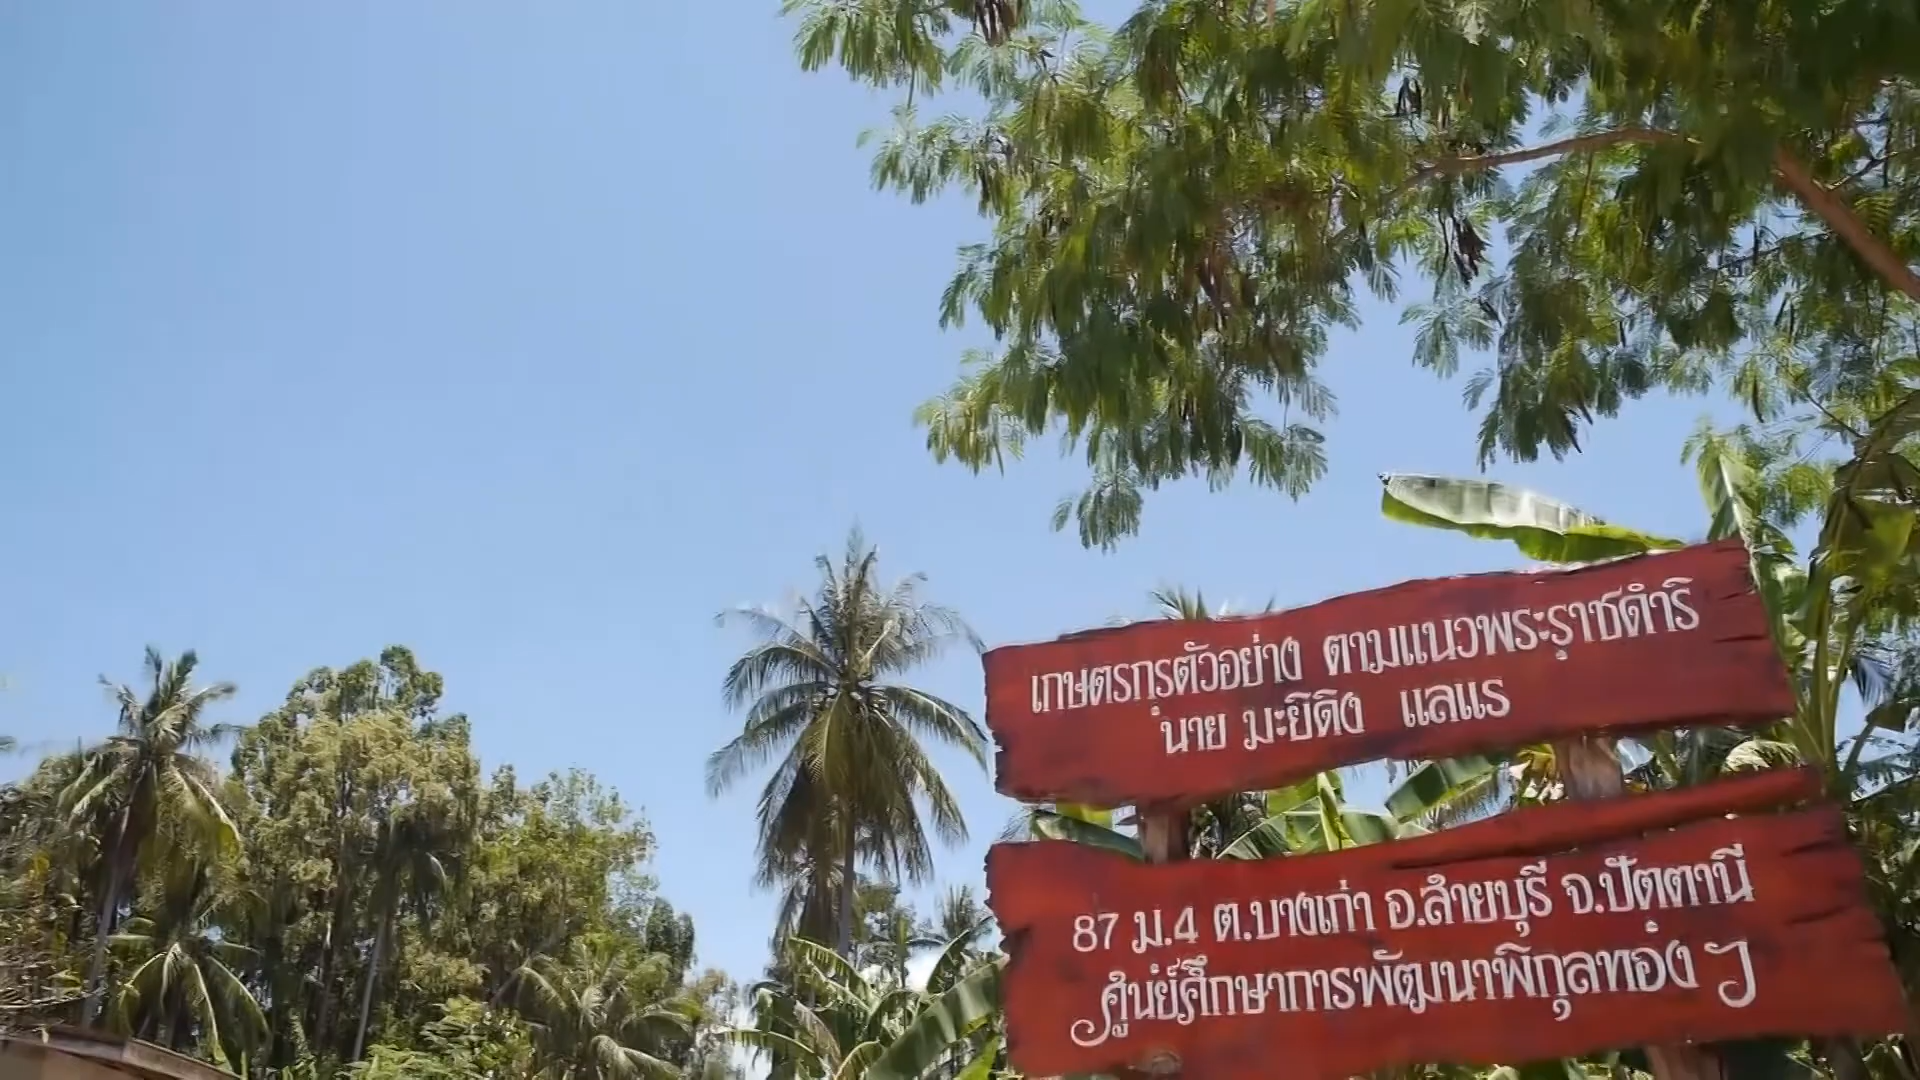 เกษตรกรตัวอย่าง ตามแนวพระราชดำริ
นาย มะยิดิง แลแร
87 ม.4 ต.บางเก่า อ.สายบุรี จ.ปัตตานี
ศูนย์ศึกษาการพัฒนาพิกุลทอง ฯ